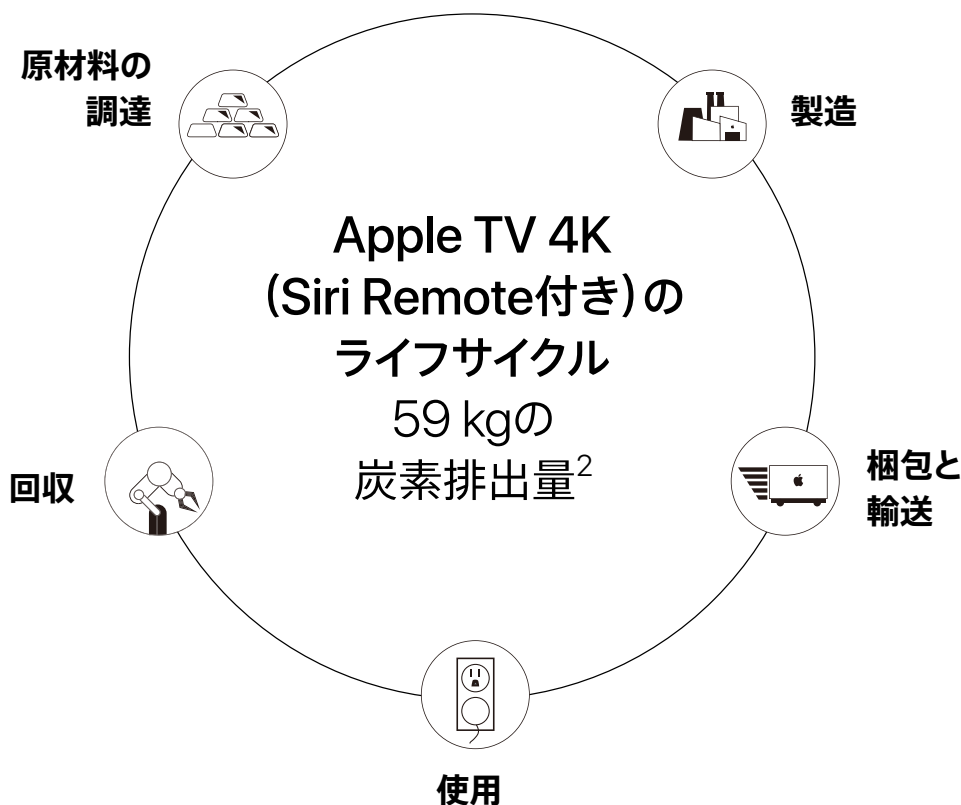 原材料の
調達
製造
Apple TV 4K
(Siri Remote付き)の
ライフサイクル
59 kgの
炭素排出量2
回収
梱包と
輸送
使用